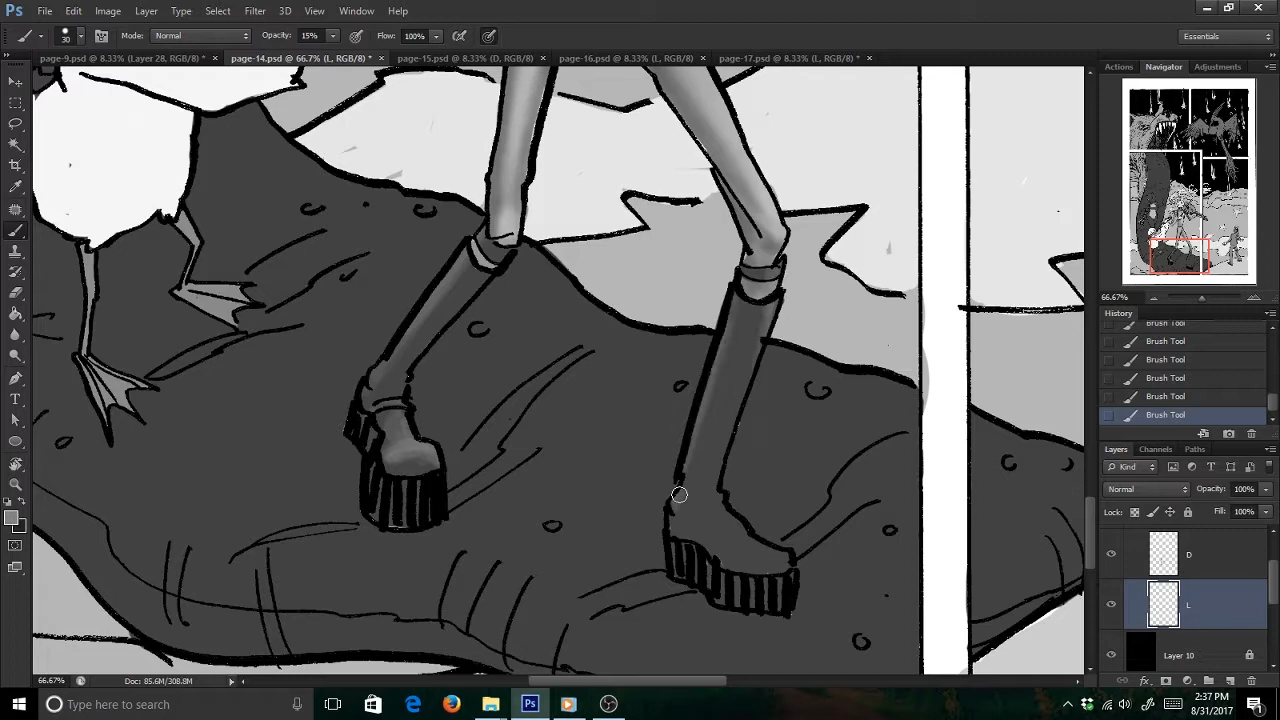 Ps File Edit Image Layer Type Select Filter 3D View Window Help
30 Mode: Normal Opacity: 15% Flow: 100% Essentials
page-9.psd @ 8.33% (Layer 28, RGB/8) * × page-14.psd @ 66.7% (L, RGB/8) * × page-15.psd @ 8.33% (D, RGB/8) × page-16.psd @ 8.33% (L, RGB/8) × page-17.psd @ 8.33% (L, RGB/8) * ×
Actions Navigator Adjustments
66.67%
History
Brush Tool
Brush Tool
Brush Tool
Brush Tool
Brush Tool
Brush Tool
Layers Channels Paths
Kind
Normal Opacity: 100%
Lock: Fill: 100%
D
L
Layer 10
66.67% Doc: 85.6M/308.8M
Type here to search
2:37 PM
8/31/2017